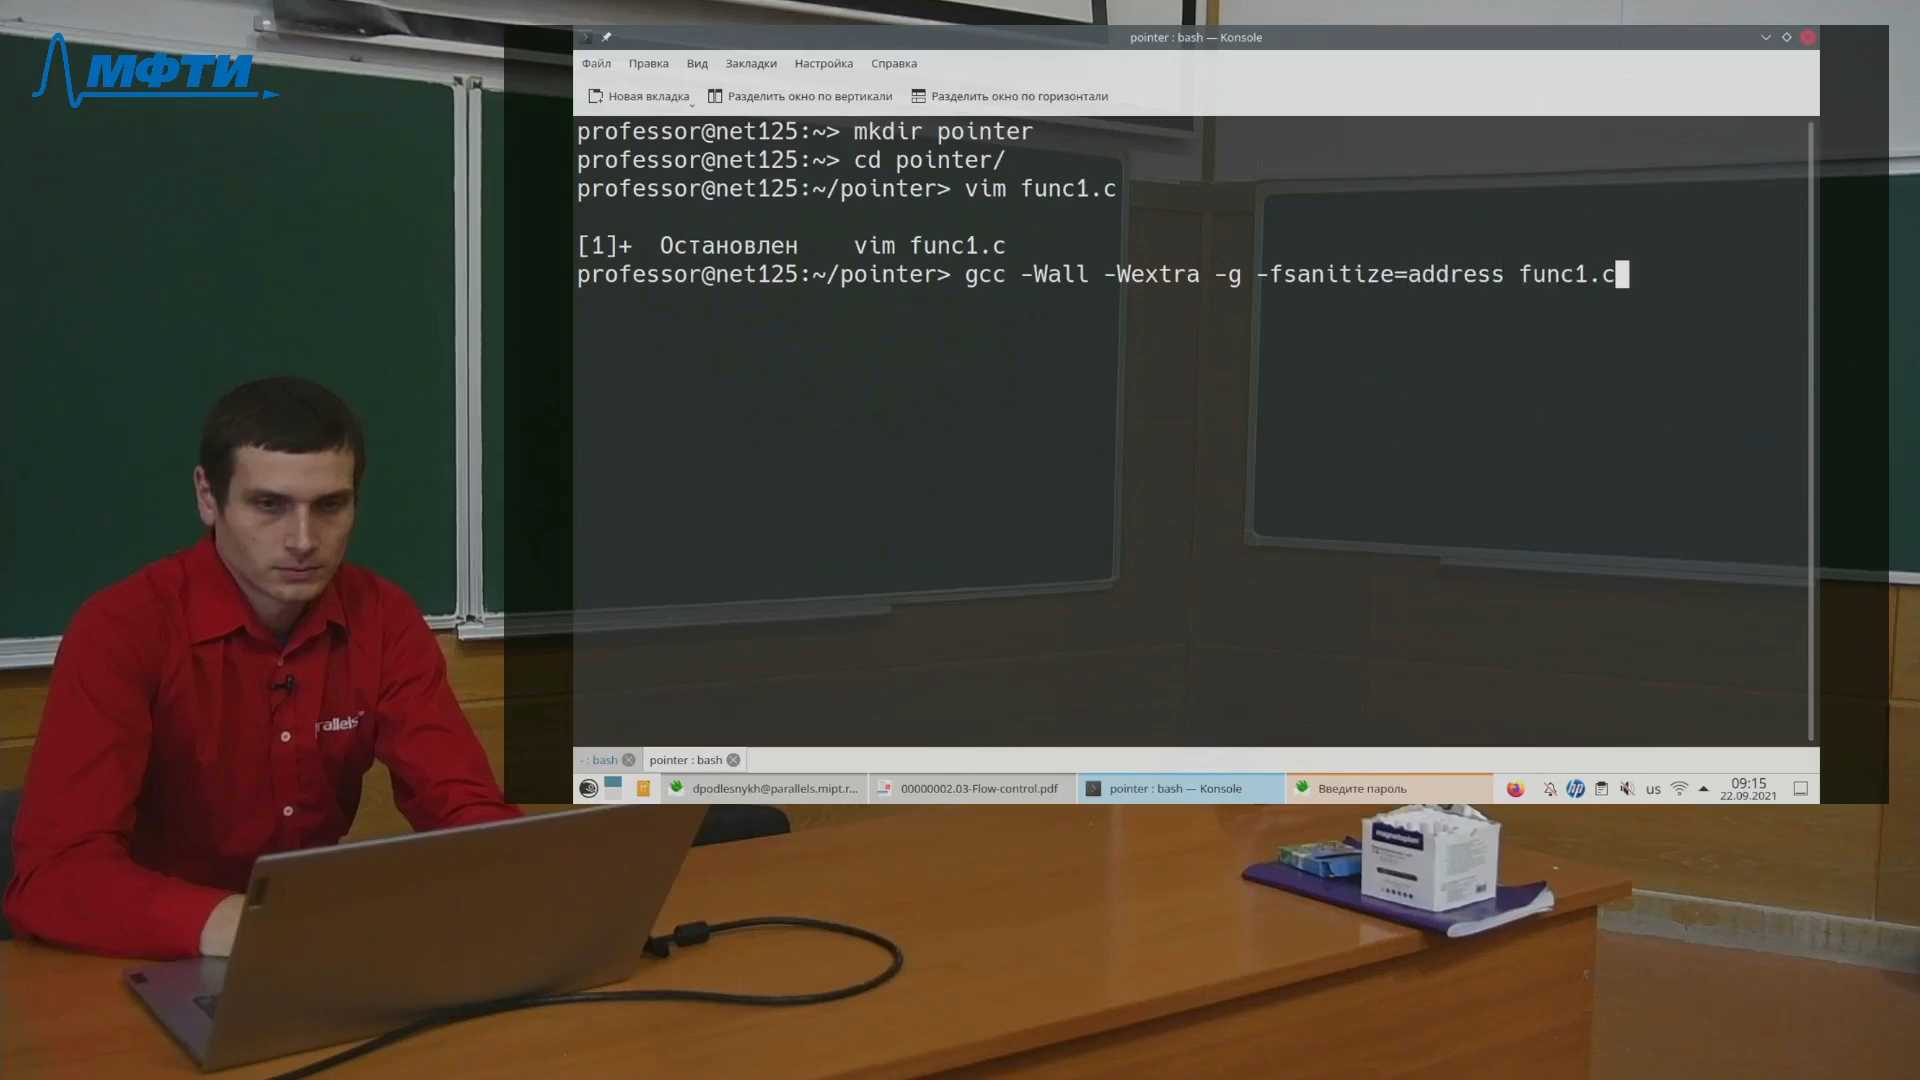 МФТИ
pointer : bash — Konsole
Файл Правка Вид Закладки Настройка Справка
Новая вкладка Разделить окно по вертикали Разделить окно по горизонтали
professor@net125:~> mkdir pointer
professor@net125:~> cd pointer/
professor@net125:~/pointer> vim func1.c
[1]+  Остановлен    vim func1.c
professor@net125:~/pointer> gcc -Wall -Wextra -g -fsanitize=address func1.c
rallels
- : bash pointer : bash
dpodlesnykh@parallels.mipt.r... 00000002.03-Flow-control.pdf pointer : bash — Konsole Введите пароль us 09:15
22.09.2021